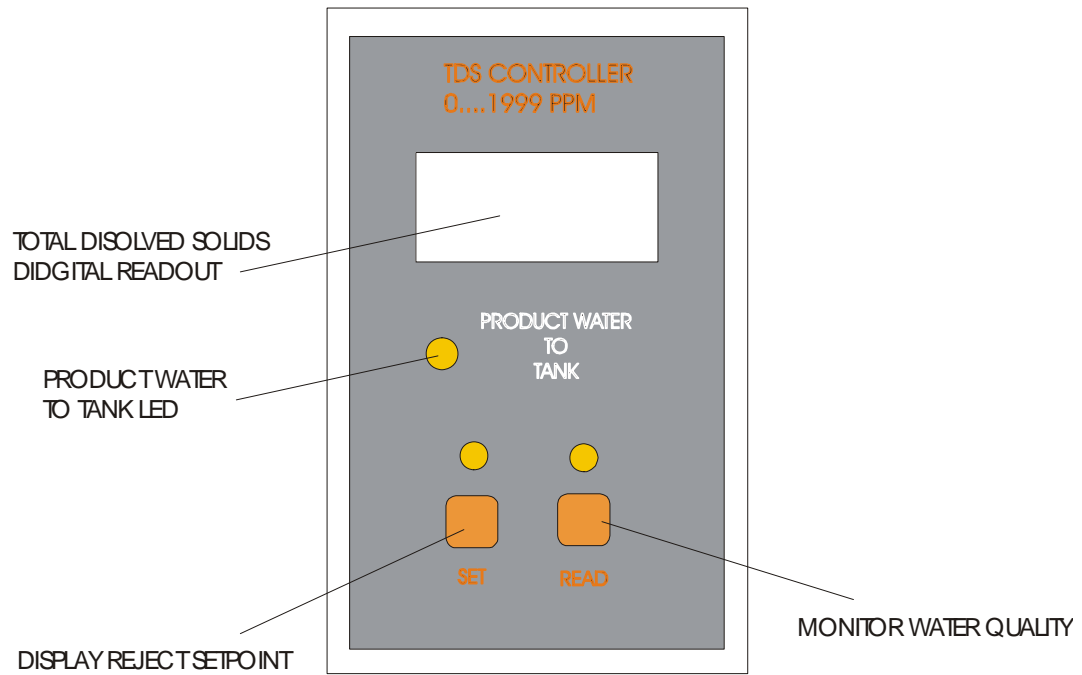 TDS CONTROLLER
0....1999 PPM
TOTAL DISOLVED SOLIDS
DIDGITAL READOUT
PRODUCT WATER
TO
TANK
PRODUCT WATER
TO TANK LED
SET
READ
MONITOR WATER QUALITY
DISPLAY REJECT SETPOINT